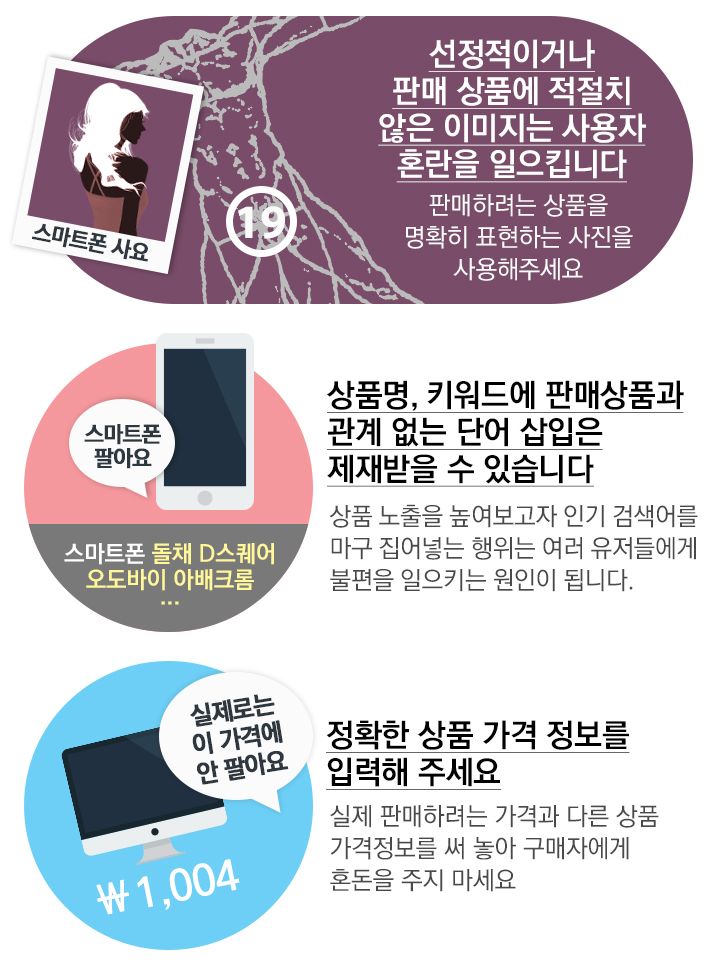 선정적이거나
판매 상품에 적절치
않은 이미지는 사용자
혼란을 일으킵니다
판매하려는 상품을
명확히 표현하는 사진을
사용해주세요
스마트폰 사요
19
스마트폰
팔아요
스마트폰 돌채 D스퀘어
오도바이 아배크롬
...
상품명, 키워드에 판매상품과
관계 없는 단어 삽입은
제재받을 수 있습니다
상품 노출을 높여보고자 인기 검색어를
마구 집어넣는 행위는 여러 유저들에게
불편을 일으키는 원인이 됩니다.
실제로는
이 가격에
안 팔아요
₩ 1,004
정확한 상품 가격 정보를
입력해 주세요
실제 판매하려는 가격과 다른 상품
가격정보를 써 놓아 구매자에게
혼돈을 주지 마세요